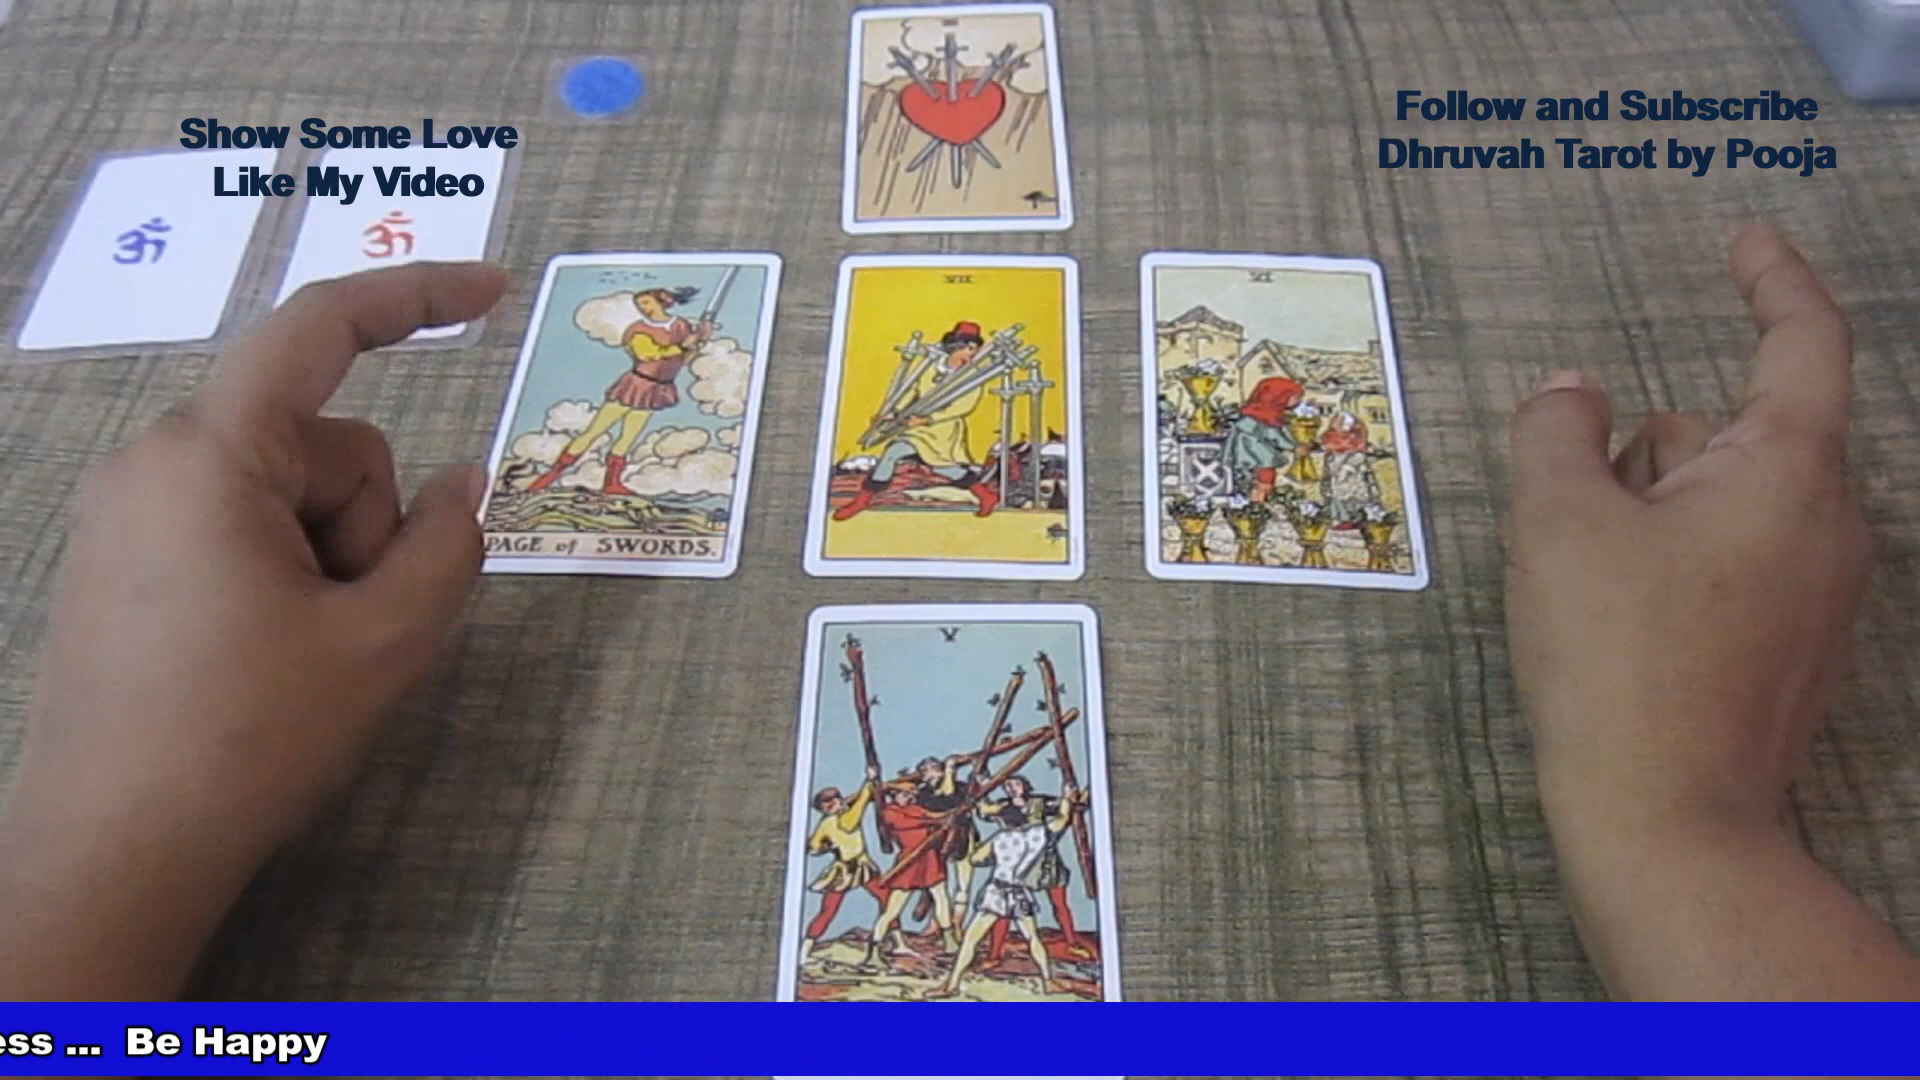 Show Some Love
Like My Video
Follow and Subscribe
Dhruvah Tarot by Pooja
ॐ
ॐ
III
VII
VI
PAGE of SWORDS.
V
ess ... Be Happy